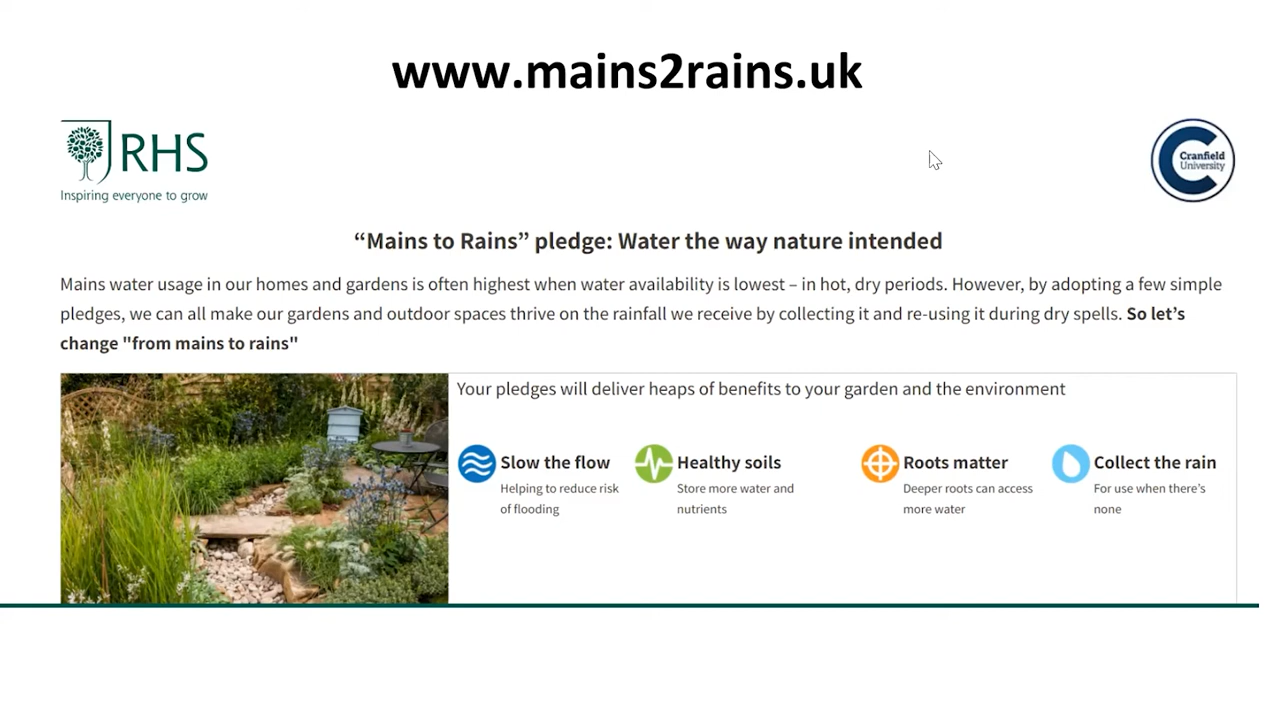 www.mains2rains.uk
RHS
Inspiring everyone to grow
Cranfield
University
“Mains to Rains” pledge: Water the way nature intended
Mains water usage in our homes and gardens is often highest when water availability is lowest – in hot, dry periods. However, by adopting a few simple
pledges, we can all make our gardens and outdoor spaces thrive on the rainfall we receive by collecting it and re-using it during dry spells. So let’s
change "from mains to rains"
Your pledges will deliver heaps of benefits to your garden and the environment
Slow the flow
Helping to reduce risk
of flooding
Healthy soils
Store more water and
nutrients
Roots matter
Deeper roots can access
more water
Collect the rain
For use when there’s
none